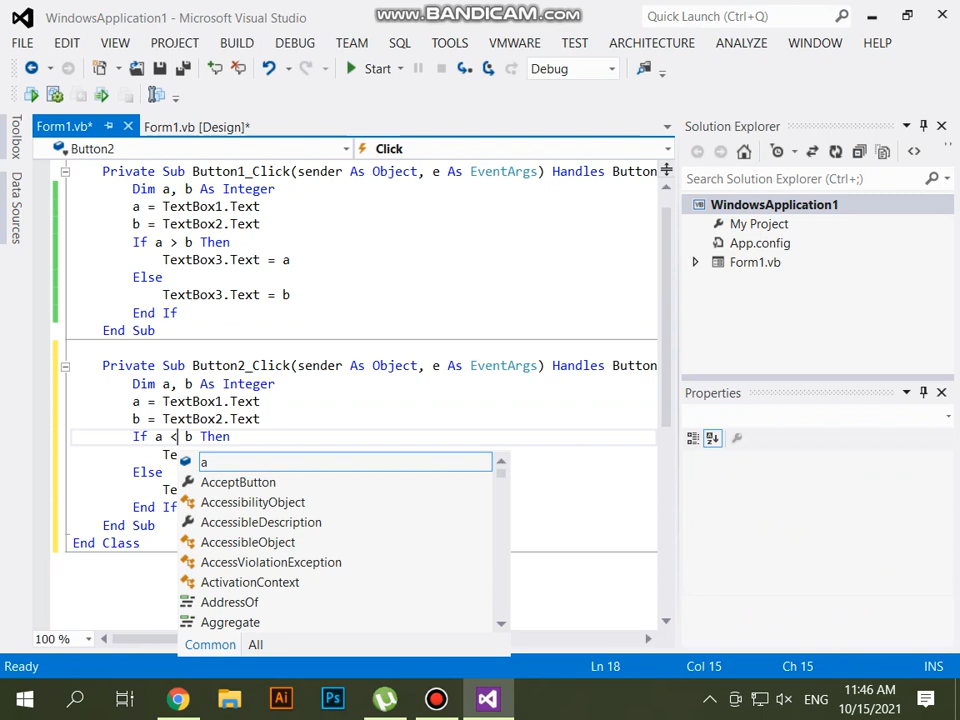 WindowsApplication1 - Microsoft Visual Studio
www.BANDICAM.com
Quick Launch (Ctrl+Q)
FILE EDIT VIEW PROJECT BUILD DEBUG TEAM SQL TOOLS VMWARE TEST ARCHITECTURE ANALYZE WINDOW HELP
Start Debug
Toolbox
Data Sources
Form1.vb* Form1.vb [Design]*
Button2 Click
Private Sub Button1_Click(sender As Object, e As EventArgs) Handles Button
Dim a, b As Integer
a = TextBox1.Text
b = TextBox2.Text
If a > b Then
TextBox3.Text = a
Else
TextBox3.Text = b
End If
End Sub
Private Sub Button2_Click(sender As Object, e As EventArgs) Handles Button
Dim a, b As Integer
a = TextBox1.Text
b = TextBox2.Text
If a < b Then
Te
Else
Te
End If
End Sub
End Class
a
AcceptButton
AccessibilityObject
AccessibleDescription
AccessibleObject
AccessViolationException
ActivationContext
AddressOf
Aggregate
Common All
100 %
Solution Explorer
Search Solution Explorer (Ctrl+;)
WindowsApplication1
My Project
App.config
Form1.vb
Properties
Ready Ln 18 Col 15 Ch 15 INS
Ai Ps ENG 11:46 AM
10/15/2021